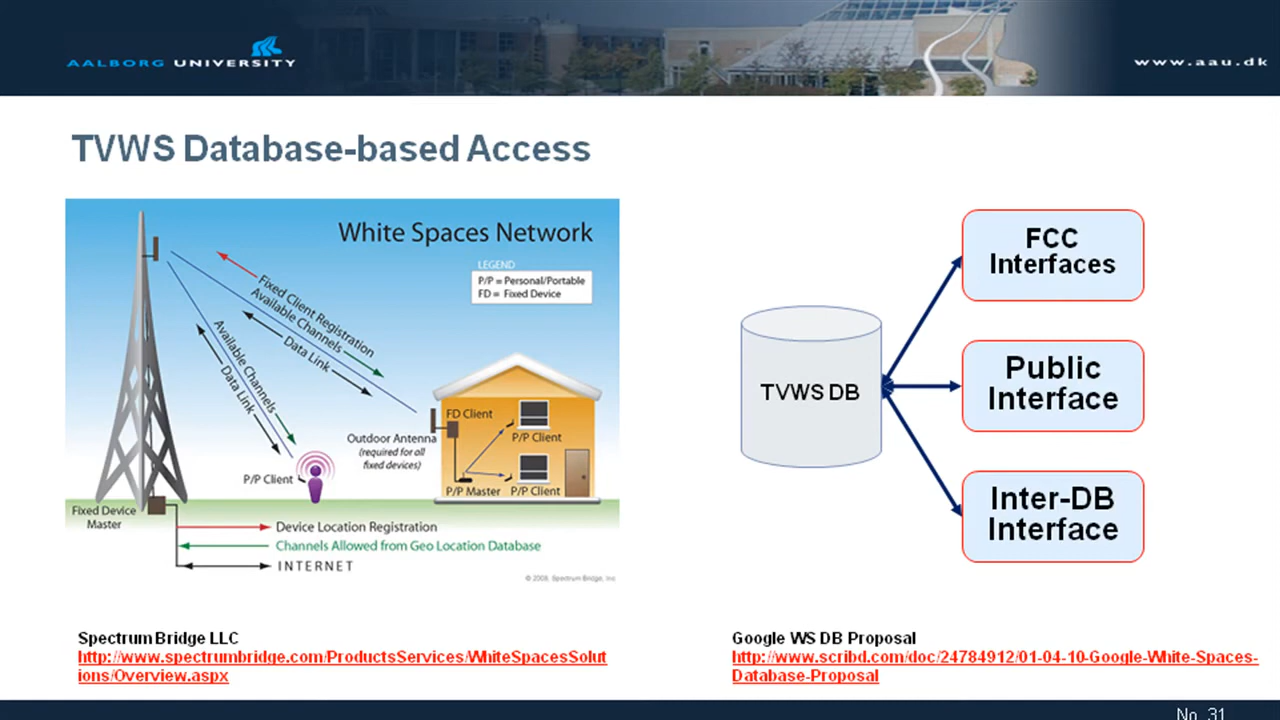 AALBORG UNIVERSITY
www.aau.dk
TVWS Database-based Access
White Spaces Network
LEGEND
P/P = Personal/Portable
FD = Fixed Device
Fixed Client Registration
Available Channels
Data Link
Available Channels
Data Link
FD Client
P/P Client
Outdoor Antenna
(required for all
fixed devices)
P/P Client
P/P Master
P/P Client
Fixed Device
Master
Device Location Registration
Channels Allowed from Geo Location Database
INTERNET
© 2009, Spectrum Bridge, Inc
TVWS DB
FCC
Interfaces
Public
Interface
Inter-DB
Interface
Spectrum Bridge LLC
http://www.spectrumbridge.com/ProductsServices/WhiteSpacesSolut
ions/Overview.aspx
Google WS DB Proposal
http://www.scribd.com/doc/24784912/01-04-10-Google-White-Spaces-
Database-Proposal
No. 31